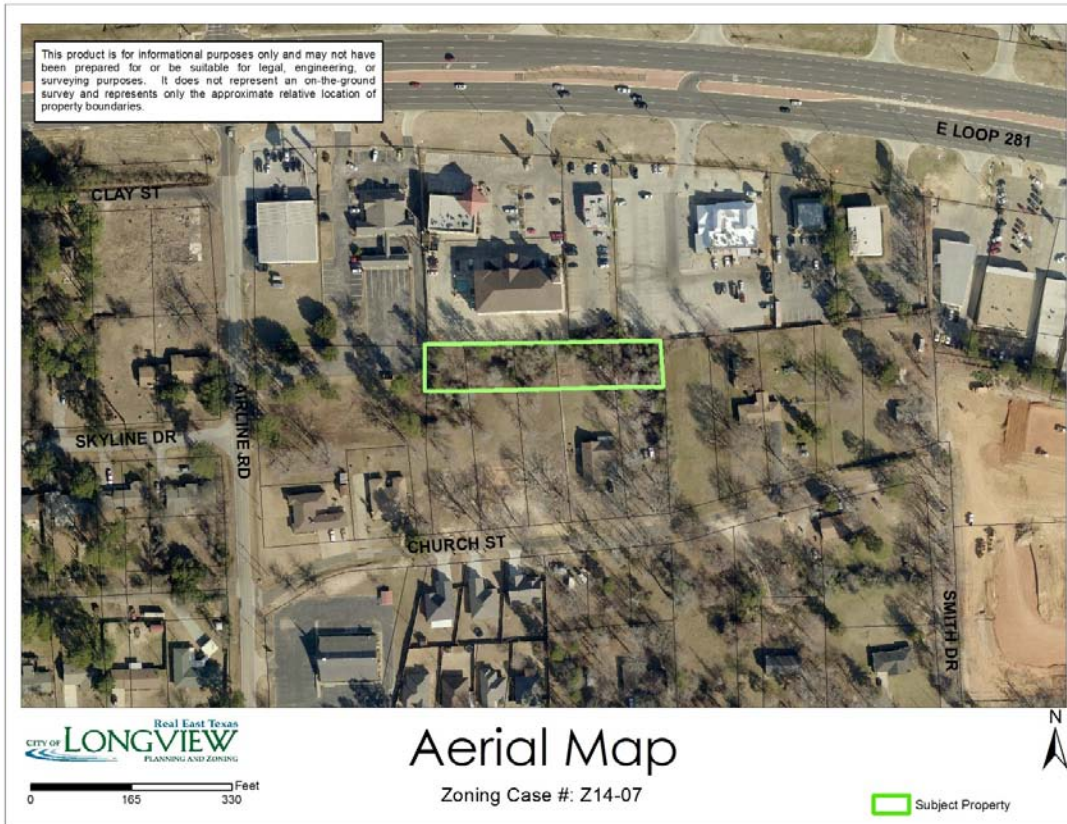 This product is for informational purposes only and may not have
been prepared for or be suitable for legal, engineering, or
surveying purposes. It does not represent an on-the-ground
survey and represents only the approximate relative location of
property boundaries.
E LOOP 281
CLAY ST
AIRLINE RD
SKYLINE DR
CHURCH ST
SMITH DR
Real East Texas
CITY OF LONGVIEW
PLANNING AND ZONING
Feet
0 165 330
Aerial Map
Zoning Case #: Z14-07
N
Subject Property